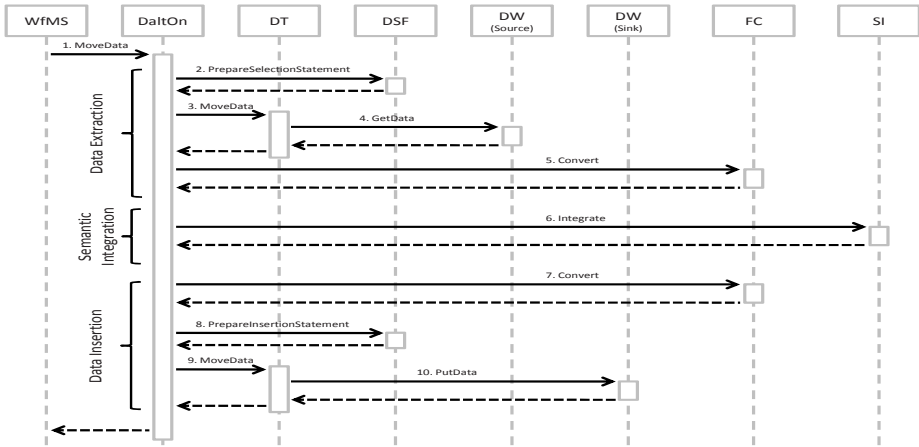 WfMS
DaltOn
DT
DSF
DW
(Source)
DW
(Sink)
FC
SI
1. MoveData
2. PrepareSelectionStatement
3. MoveData
4. GetData
5. Convert
Data Extraction
6. Integrate
Semantic
Integration
7. Convert
8. PrepareInsertionStatement
9. MoveData
10. PutData
Data Insertion